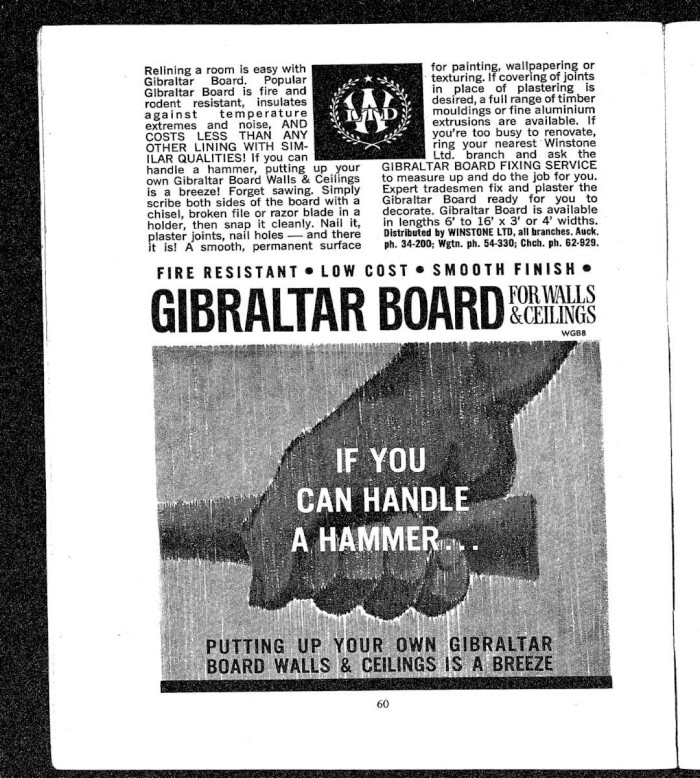 Relining a room is easy with
Gibraltar Board. Popular
Gibraltar Board is fire and
rodent resistant, insulates
against temperature
extremes and noise, AND
COSTS LESS THAN ANY
OTHER LINING WITH SIM-
ILAR QUALITIES! If you can
handle a hammer, putting up your
own Gibraltar Board Walls & Ceilings
is a breeze! Forget sawing. Simply
scribe both sides of the board with a
chisel, broken file or razor blade in a
holder, then snap it cleanly. Nail it,
plaster joints, nail holes — and there
it is! A smooth, permanent surface
W
LTD
for painting, wallpapering or
texturing. If covering of joints
in place of plastering is
desired, a full range of timber
mouldings or fine aluminium
extrusions are available. If
you're too busy to renovate,
ring your nearest Winstone
Ltd. branch and ask the
GIBRALTAR BOARD FIXING SERVICE
to measure up and do the job for you.
Expert tradesmen fix and plaster the
Gibraltar Board ready for you to
decorate. Gibraltar Board is available
in lengths 6' to 16' x 3' or 4' widths.
Distributed by WINSTONE LTD, all branches. Auck.
ph. 34-200; Wgtn. ph. 54-330; Chch. ph. 62-929.
FIRE RESISTANT • LOW COST • SMOOTH FINISH •
GIBRALTAR BOARD FOR WALLS
& CEILINGS
WGB8
IF YOU
CAN HANDLE
A HAMMER...
PUTTING UP YOUR OWN GIBRALTAR
BOARD WALLS & CEILINGS IS A BREEZE
60